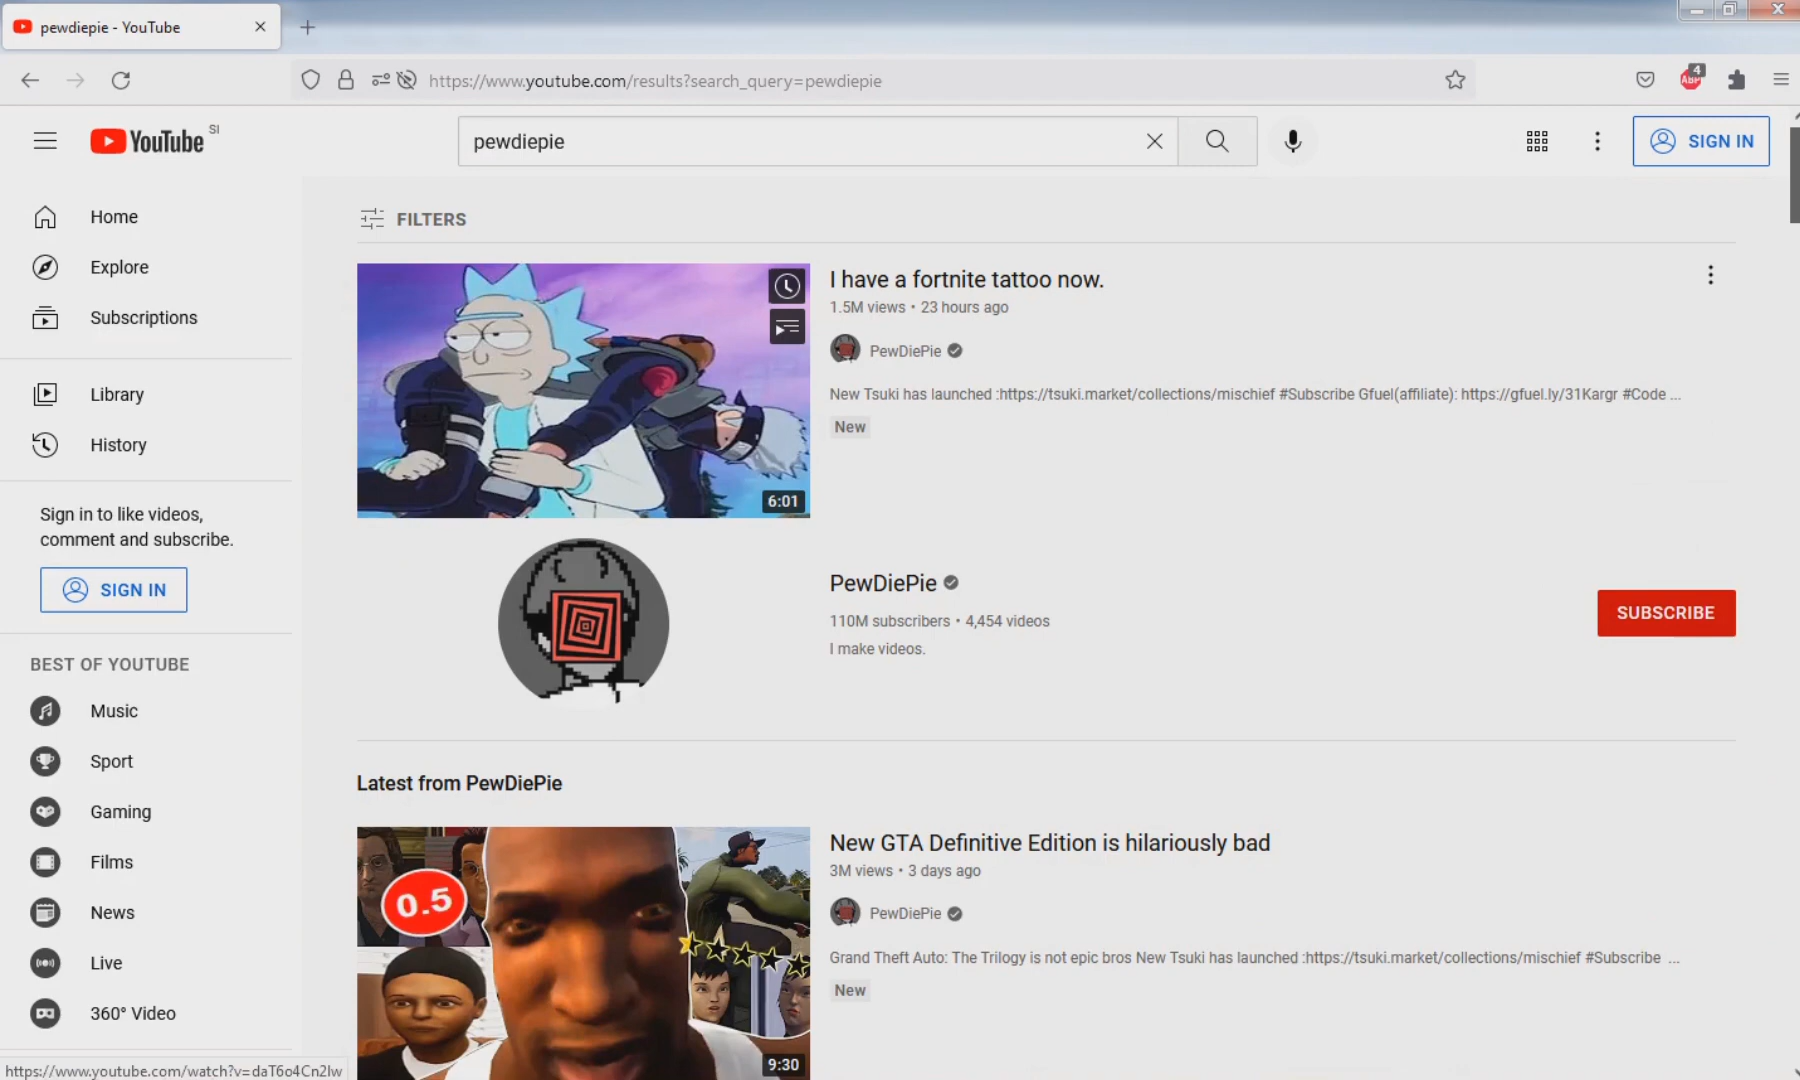 pewdiepie - YouTube
https://www.youtube.com/results?search_query=pewdiepie
ABP
4
YouTube SI
pewdiepie
SIGN IN
Home
Explore
Subscriptions
Library
History
Sign in to like videos,
comment and subscribe.
SIGN IN
BEST OF YOUTUBE
Music
Sport
Gaming
Films
News
Live
360° Video
FILTERS
6:01
I have a fortnite tattoo now.
1.5M views • 23 hours ago
PewDiePie
New Tsuki has launched :https://tsuki.market/collections/mischief #Subscribe Gfuel(affiliate): https://gfuel.ly/31Kargr #Code ...
New
PewDiePie
110M subscribers • 4,454 videos
I make videos.
SUBSCRIBE
Latest from PewDiePie
0.5
9:30
New GTA Definitive Edition is hilariously bad
3M views • 3 days ago
PewDiePie
Grand Theft Auto: The Trilogy is not epic bros New Tsuki has launched :https://tsuki.market/collections/mischief #Subscribe ...
New
https://www.youtube.com/watch?v=daT6o4Cn2lw